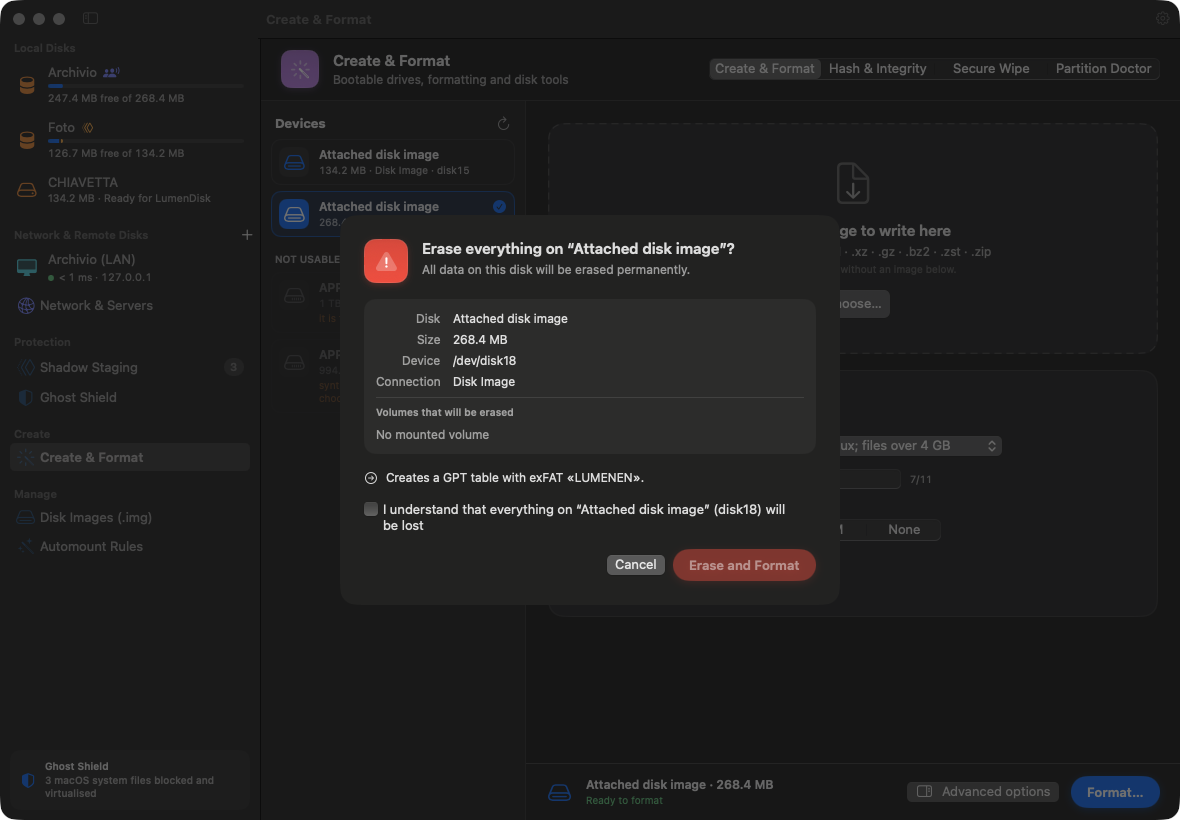 Create & Format
Local Disks
Archivio
247.4 MB free of 268.4 MB
Foto
126.7 MB free of 134.2 MB
CHIAVETTA
134.2 MB · Ready for LumenDisk
Network & Remote Disks
Archivio (LAN)
< 1 ms · 127.0.0.1
Network & Servers
Protection
Shadow Staging
3
Ghost Shield
Create
Create & Format
Manage
Disk Images (.img)
Automount Rules
Ghost Shield
3 macOS system files blocked and
virtualised
Create & Format
Bootable drives, formatting and disk tools
Create & Format
Hash & Integrity
Secure Wipe
Partition Doctor
Devices
Attached disk image
134.2 MB · Disk Image · disk15
Attached disk image
268.4
NOT USABLE
APP
1 TB
It is
APP
994.
ge to write here
· .xz · .gz · .bz2 · .zst · .zip
without an image below.
oose...
ux; files over 4 GB
7/11
None
Erase everything on “Attached disk image”?
All data on this disk will be erased permanently.
Disk Attached disk image
Size 268.4 MB
Device /dev/disk18
Connection Disk Image
Volumes that will be erased
No mounted volume
Creates a GPT table with exFAT «LUMENEN».
I understand that everything on “Attached disk image” (disk18) will
be lost
Cancel
Erase and Format
Attached disk image · 268.4 MB
Ready to format
Advanced options
Format...